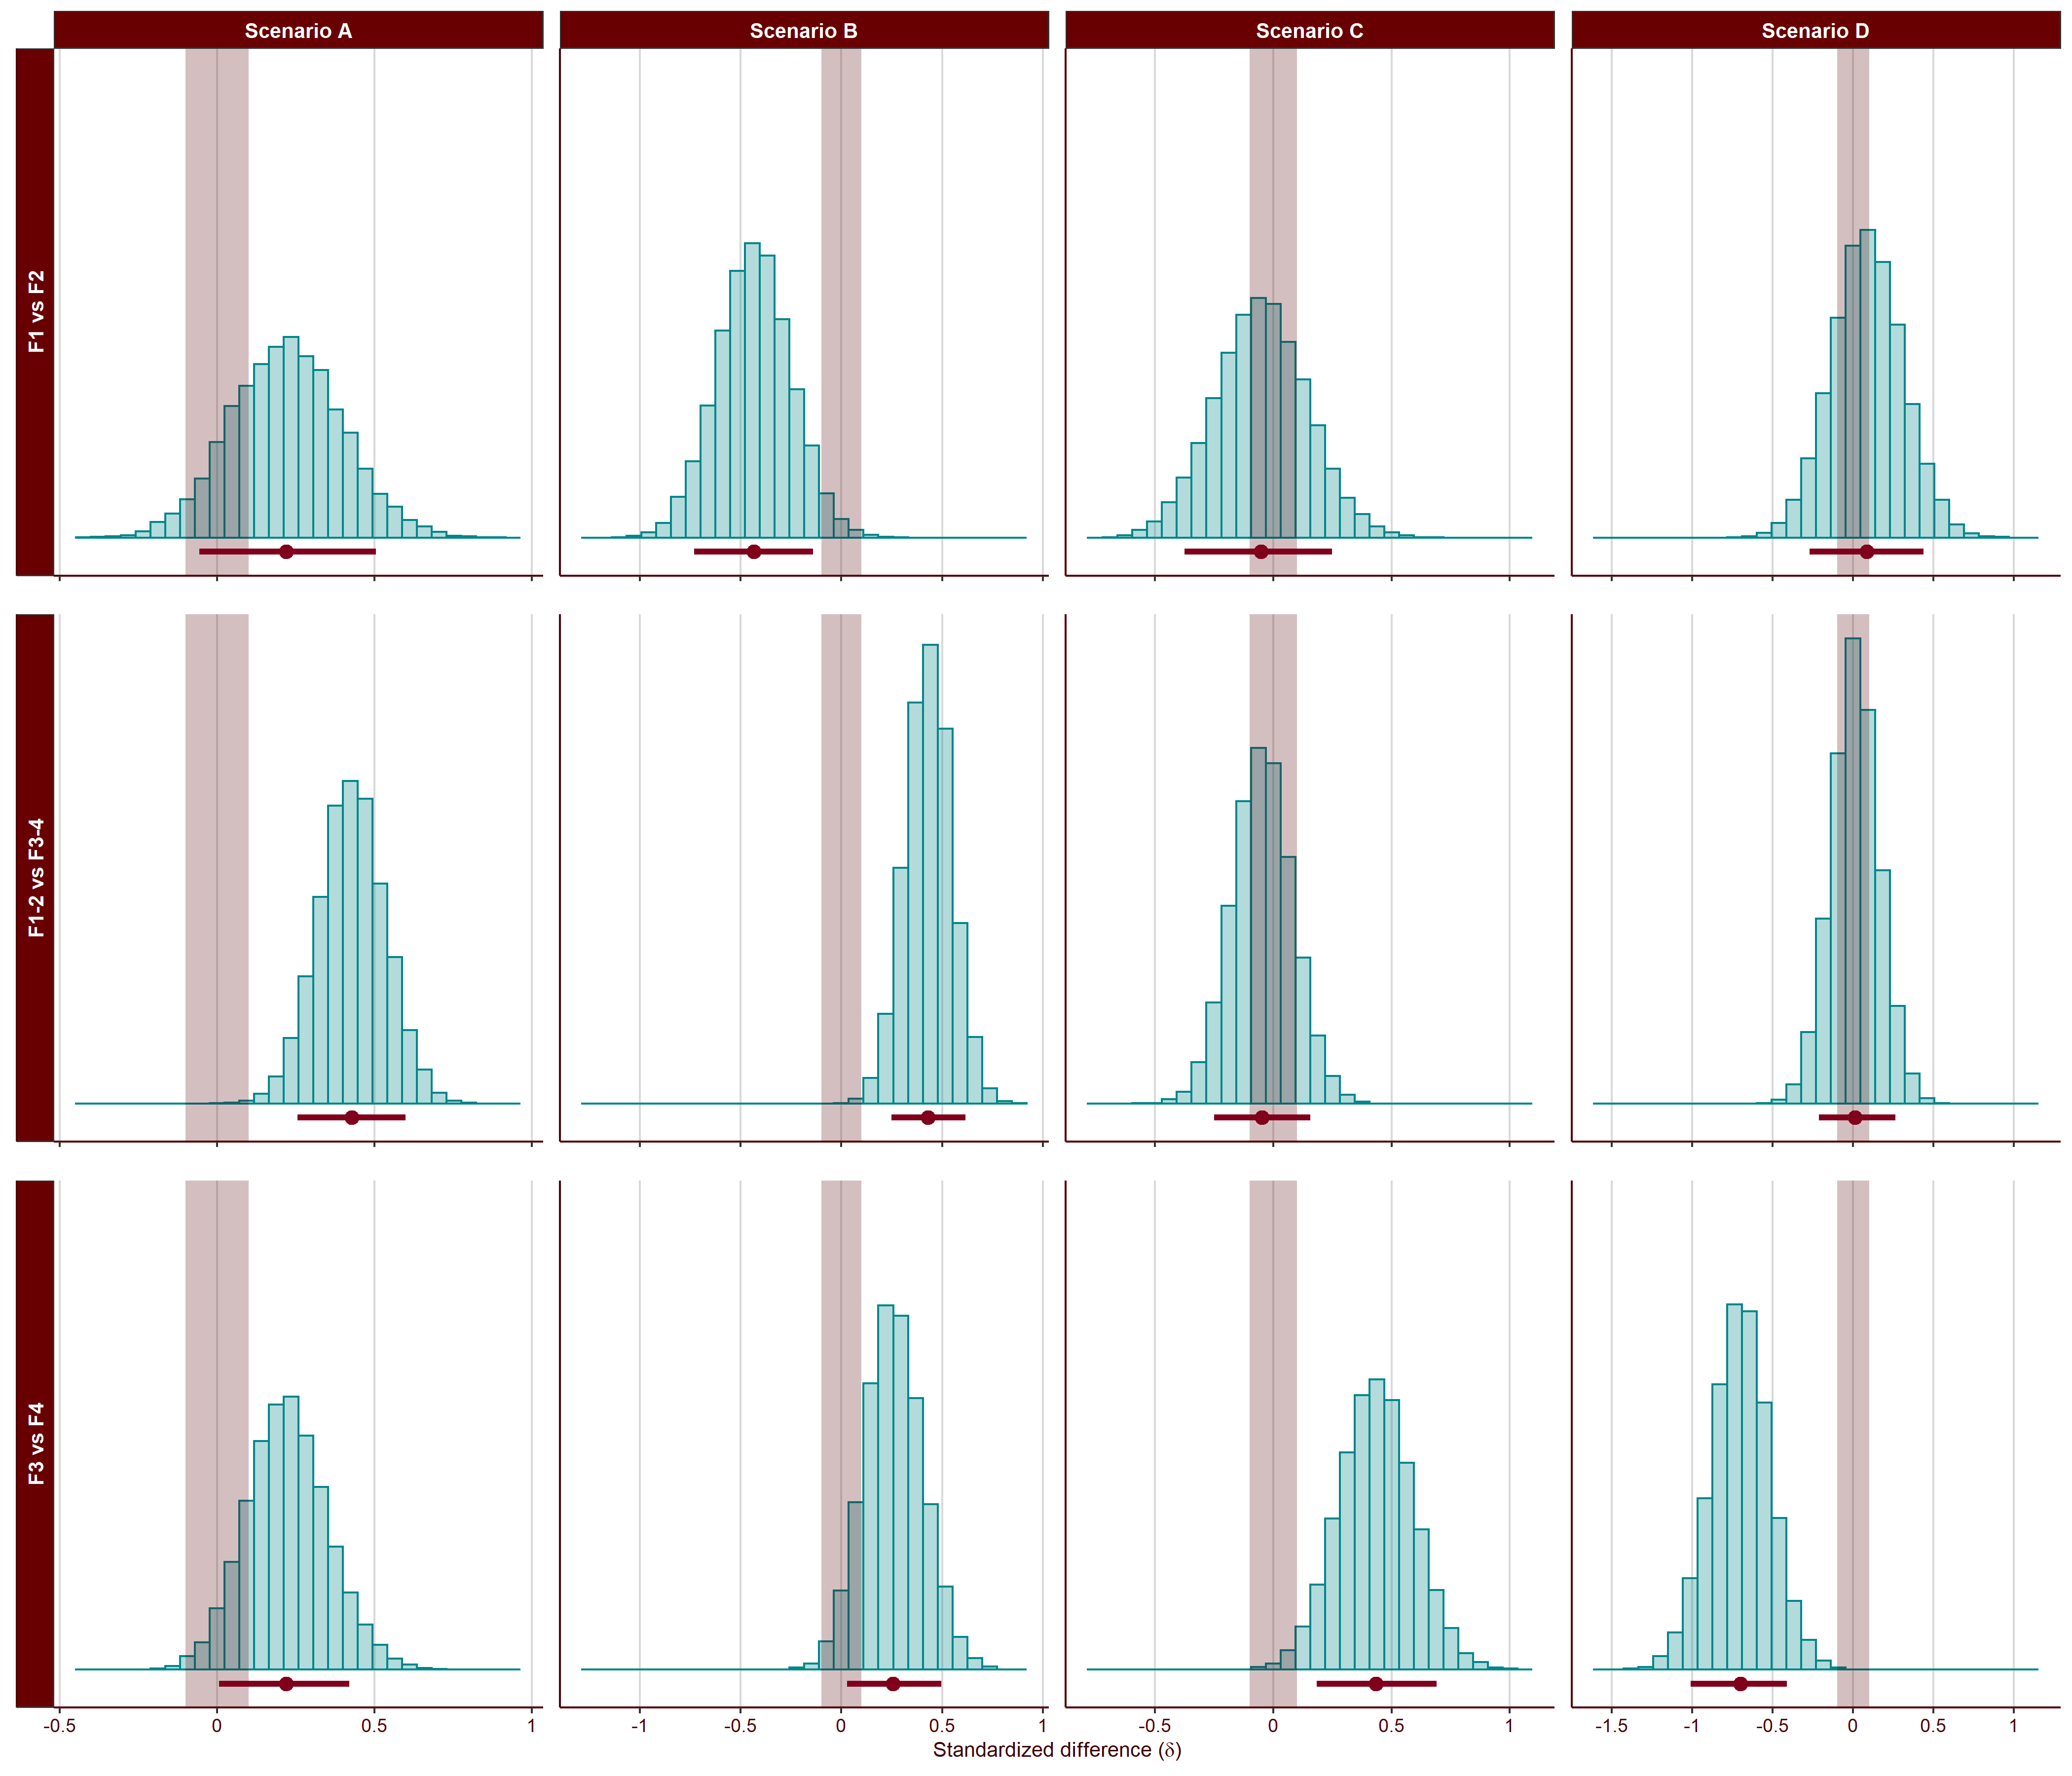 Scenario A Scenario B Scenario C Scenario D
F1 vs F2
F1-2 vs F3-4
F3 vs F4
-0.5 0 0.5 1 -1 -0.5 0 0.5 1 -0.5 0 0.5 1 -1.5 -1 -0.5 0 0.5 1
Standardized difference (δ)